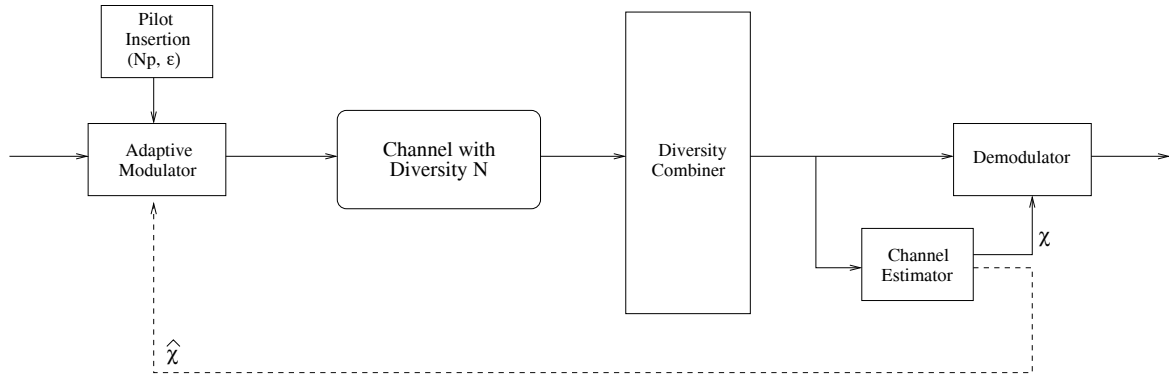 Pilot
Insertion
(Np, ε)
Adaptive
Modulator
Channel with
Diversity N
Diversity
Combiner
Demodulator
Channel
Estimator
χ
χ̂